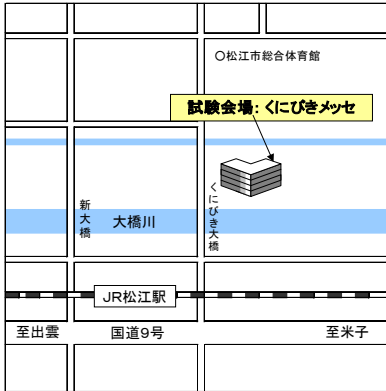 〇松江市総合体育館
試験会場：くにびきメッセ
新大橋
大橋川
くにびき大橋
JR松江駅
至出雲
国道9号
至米子